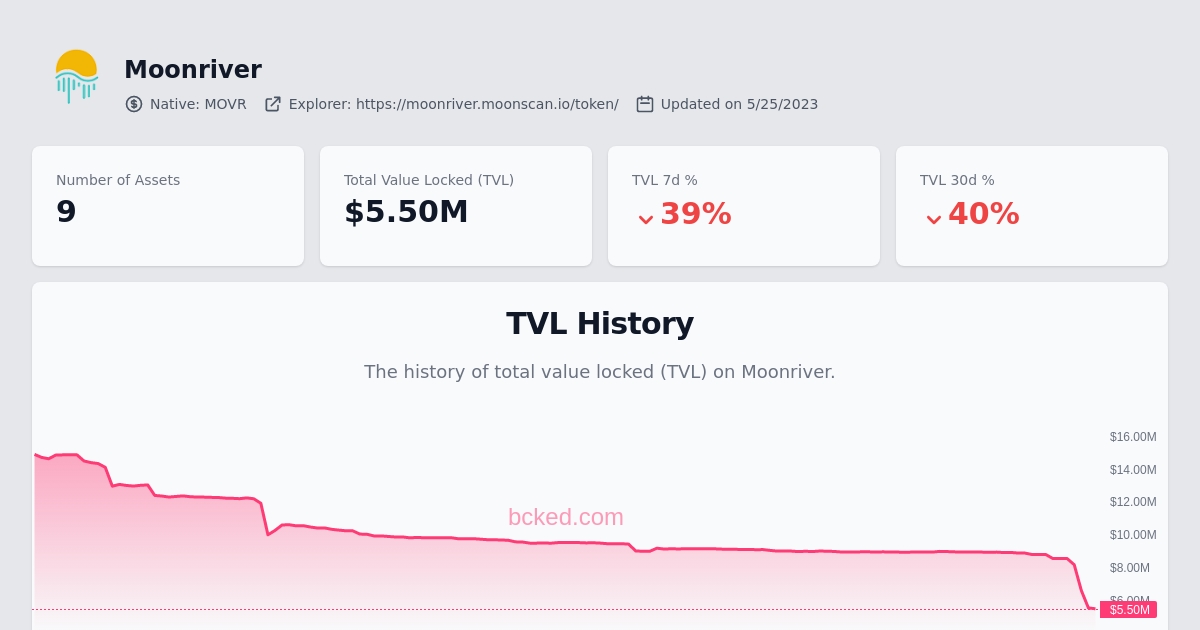 Moonriver
Native: MOVR Explorer: https://moonriver.moonscan.io/token/ Updated on 5/25/2023
Number of Assets
9
Total Value Locked (TVL)
$5.50M
TVL 7d %
39%
TVL 30d %
40%
TVL History
The history of total value locked (TVL) on Moonriver.
$16.00M
$14.00M
$12.00M
bcked.com
$10.00M
$8.00M
$6.00M
$5.50M